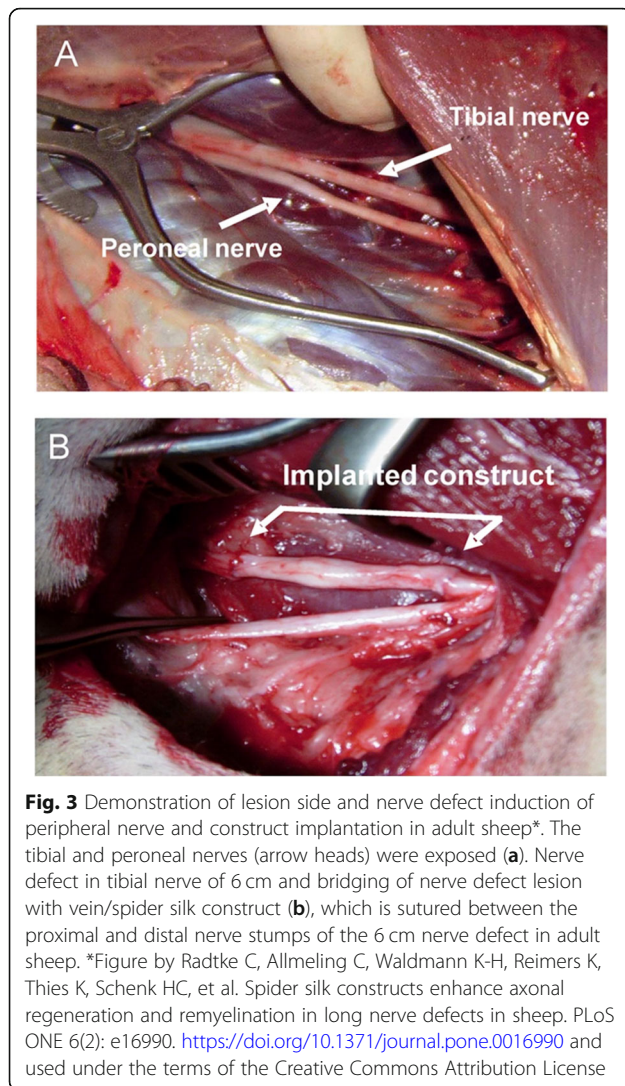 A
Tibial nerve
Peroneal nerve
B
Implanted construct
Fig. 3 Demonstration of lesion side and nerve defect induction of
peripheral nerve and construct implantation in adult sheep*. The
tibial and peroneal nerves (arrow heads) were exposed (a). Nerve
defect in tibial nerve of 6 cm and bridging of nerve defect lesion
with vein/spider silk construct (b), which is sutured between the
proximal and distal nerve stumps of the 6 cm nerve defect in adult
sheep. *Figure by Radtke C, Allmeling C, Waldmann K-H, Reimers K,
Thies K, Schenk HC, et al. Spider silk constructs enhance axonal
regeneration and remyelination in long nerve defects in sheep. PLoS
ONE 6(2): e16990. https://doi.org/10.1371/journal.pone.0016990 and
used under the terms of the Creative Commons Attribution License